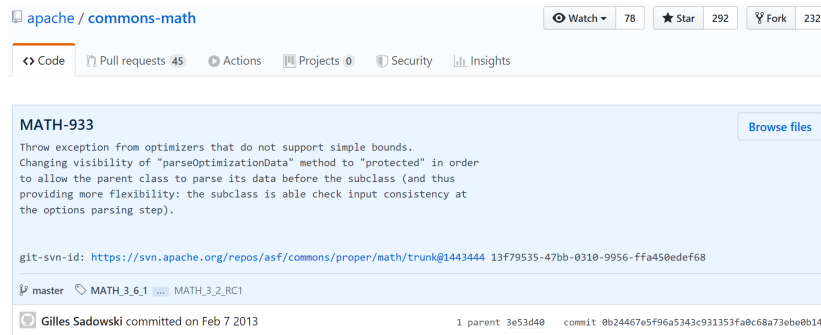 apache / commons-math
Watch 78 Star 292 Fork 232
Code Pull requests 45 Actions Projects 0 Security Insights
MATH-933
Browse files
Throw exception from optimizers that do not support simple bounds.
Changing visibility of "parseOptimizationData" method to "protected" in order
to allow the parent class to parse its data before the subclass (and thus
providing more flexibility: the subclass is able check input consistency at
the options parsing step).
git-svn-id: https://svn.apache.org/repos/asf/commons/proper/math/trunk@1443444 13f79535-47bb-0310-9956-ffa450edef68
master MATH_3_6_1 ... MATH_3_2_RC1
Gilles Sadowski committed on Feb 7 2013 1 parent 3e53d40 commit 0b24467e5f96a5343c931353fa0c68a73ebe0b14